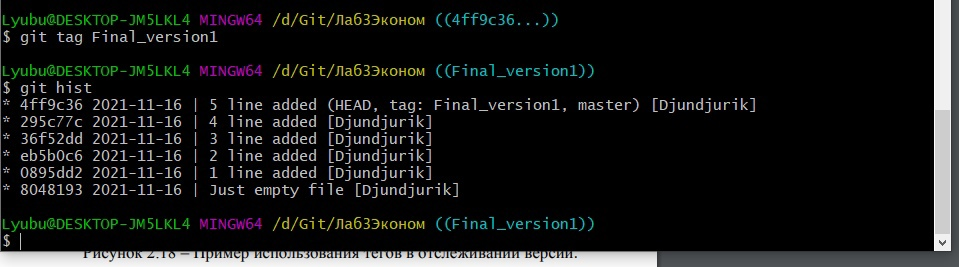 Lyubu@DESKTOP-JM5LKL4 MINGW64 /d/Git/Лаб3Эконом ((4ff9c36...))
$ git tag Final_version1
Lyubu@DESKTOP-JM5LKL4 MINGW64 /d/Git/Лаб3Эконом ((Final_version1))
$ git hist
* 4ff9c36 2021-11-16 | 5 line added (HEAD, tag: Final_version1, master) [Djundjurik]
* 295c77c 2021-11-16 | 4 line added [Djundjurik]
* 36f52dd 2021-11-16 | 3 line added [Djundjurik]
* eb5b0c6 2021-11-16 | 2 line added [Djundjurik]
* 0895dd2 2021-11-16 | 1 line added [Djundjurik]
* 8048193 2021-11-16 | Just empty file [Djundjurik]
Lyubu@DESKTOP-JM5LKL4 MINGW64 /d/Git/Лаб3Эконом ((Final_version1))
$
Рисунок 2.18 – Пример использования тегов в отслеживании версий.